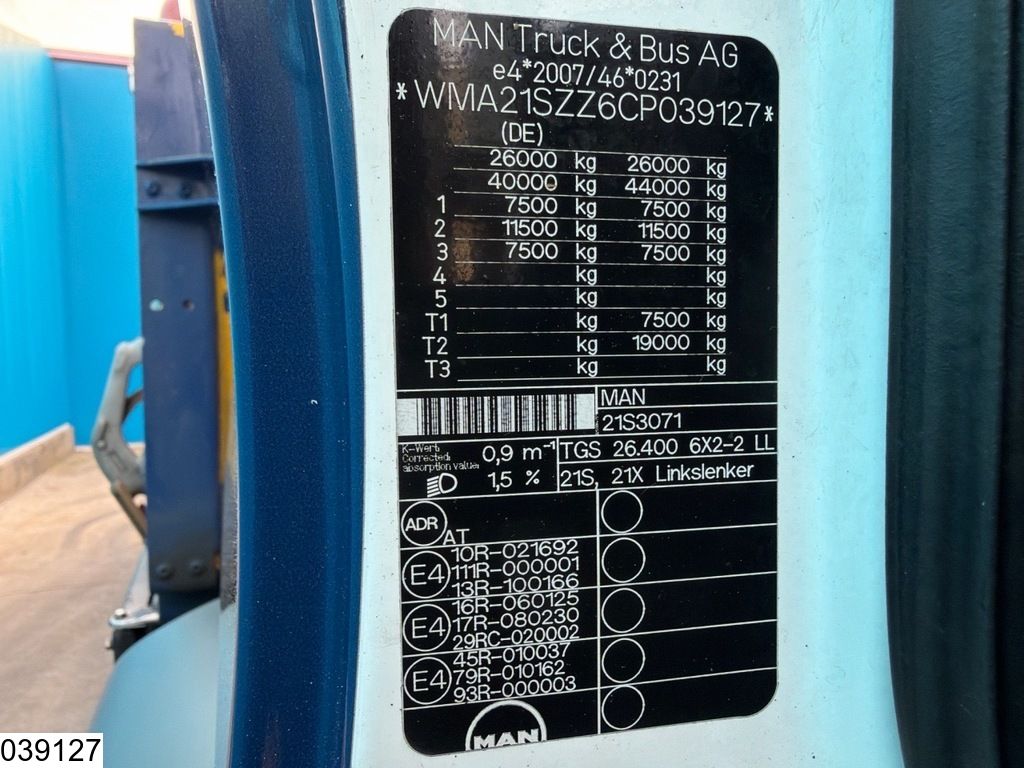 MAN Truck & Bus AG
e4*2007/46*0231
*WMA21SZZ6CP039127*
(DE)
26000 kg 26000 kg
40000 kg 44000 kg
1 7500 kg 7500 kg
2 11500 kg 11500 kg
3 7500 kg 7500 kg
4 kg kg
5 kg kg
T1 kg 7500 kg
T2 kg 19000 kg
T3 kg kg
MAN
21S3071
K-Wert:
Corrected
absorption value:
0,9 m⁻¹
TGS 26.400 6X2-2 LL
1,5 %
21S, 21X Linkslenker
ADR AT
10R-021692
E4 111R-000001
13R-100166
16R-060125
E4 17R-080230
29RC-020002
45R-010037
E4 79R-010162
93R-000003
MAN
039127